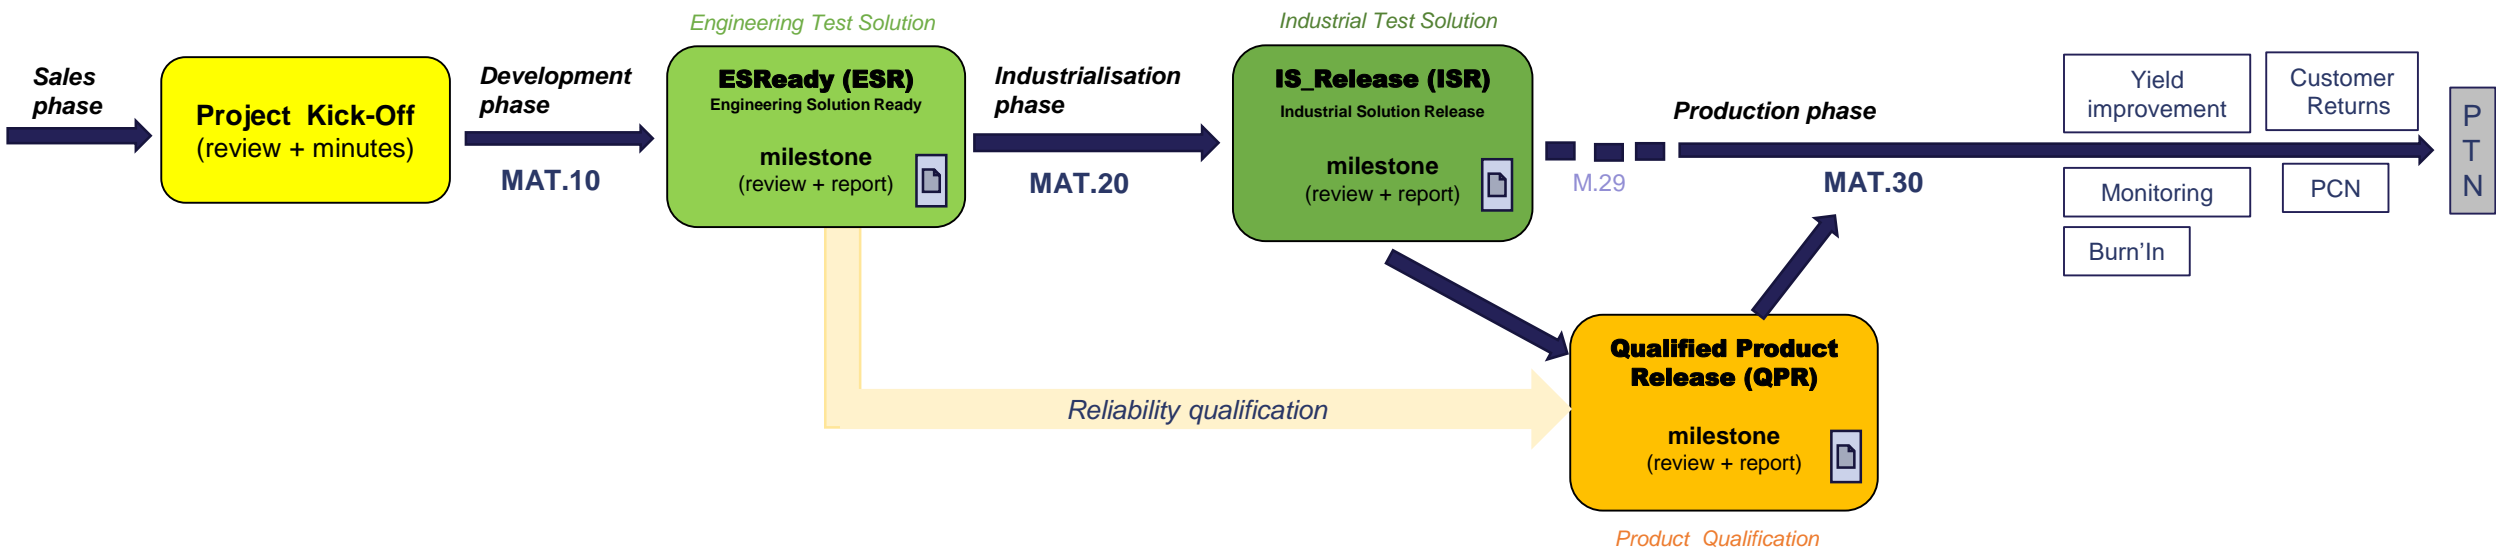 Engineering Test Solution
Industrial Test Solution
Sales
phase
Project Kick-Off
(review + minutes)
Development
phase
MAT.10
ESReady (ESR)
Engineering Solution Ready
milestone
(review + report)
Industrialisation
phase
MAT.20
IS_Release (ISR)
Industrial Solution Release
milestone
(review + report)
M.29
Production phase
MAT.30
Yield
improvement
Customer
Returns
Monitoring
PCN
Burn’In
P
T
N
Reliability qualification
Qualified Product
Release (QPR)
milestone
(review + report)
Product Qualification